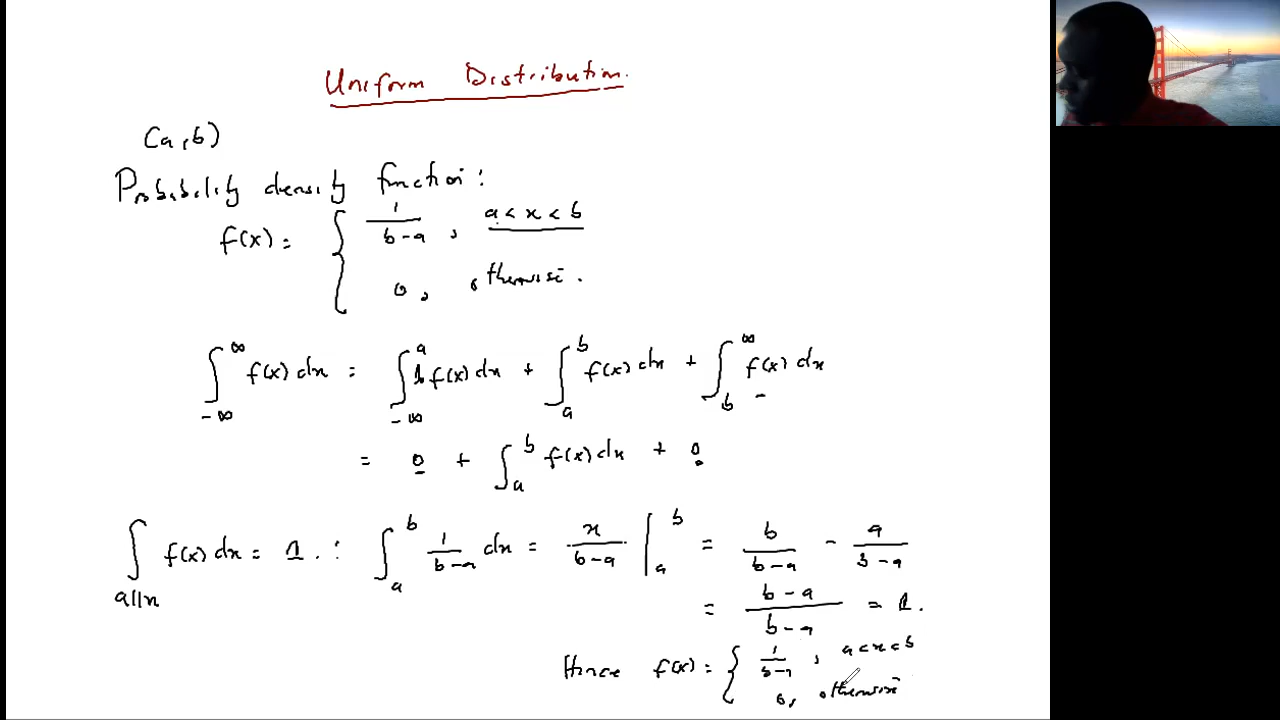 Uniform Distribution.
(a, b)
Probability density function:
f(x) = { 1/(b-a), a < x < b
0, otherwise.
∫_{-∞}^{∞} f(x) dx = ∫_{-∞}^{a} f(x) dx + ∫_{a}^{b} f(x) dx + ∫_{b}^{∞} f(x) dx
= 0 + ∫_{a}^{b} f(x) dx + 0
∫_{all x} f(x) dx = 1. : ∫_{a}^{b} 1/(b-a) dx = x/(b-a) |_{a}^{b} = b/(b-a) - a/(b-a)
= (b-a)/(b-a) = 1.
Hence f(x) = { 1/(b-a), a < x < b
0, otherwise